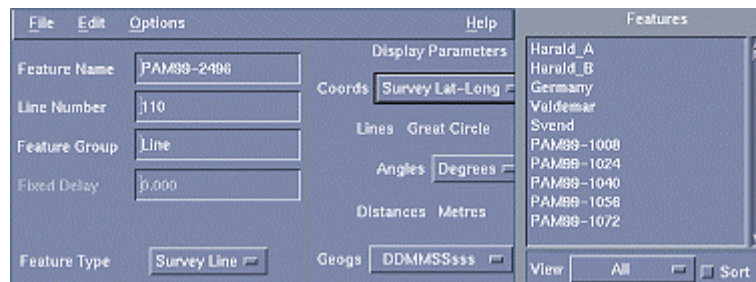 File Edit Options Help
Feature Name PAM99-2496
Line Number 110
Feature Group Line
Fixed Delay 0.000
Feature Type Survey Line
Display Parameters
Coords Survey Lat-Long
Lines Great Circle
Angles Degrees
Distances Metres
Geogs DDMMSSsss
Features
Harald_A
Harald_B
Germany
Valdemar
Svend
PAM99-1008
PAM99-1024
PAM99-1040
PAM99-1056
PAM99-1072
View All Sort